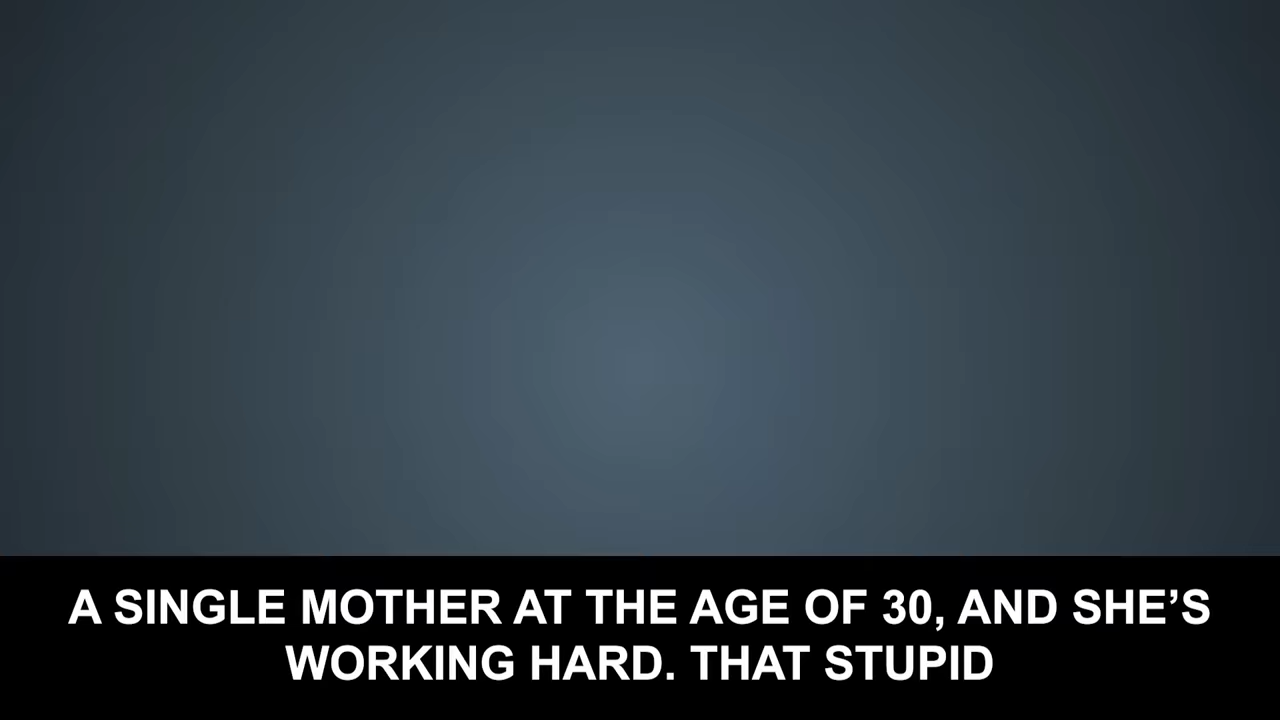 A SINGLE MOTHER AT THE AGE OF 30, AND SHE’S
WORKING HARD. THAT STUPID